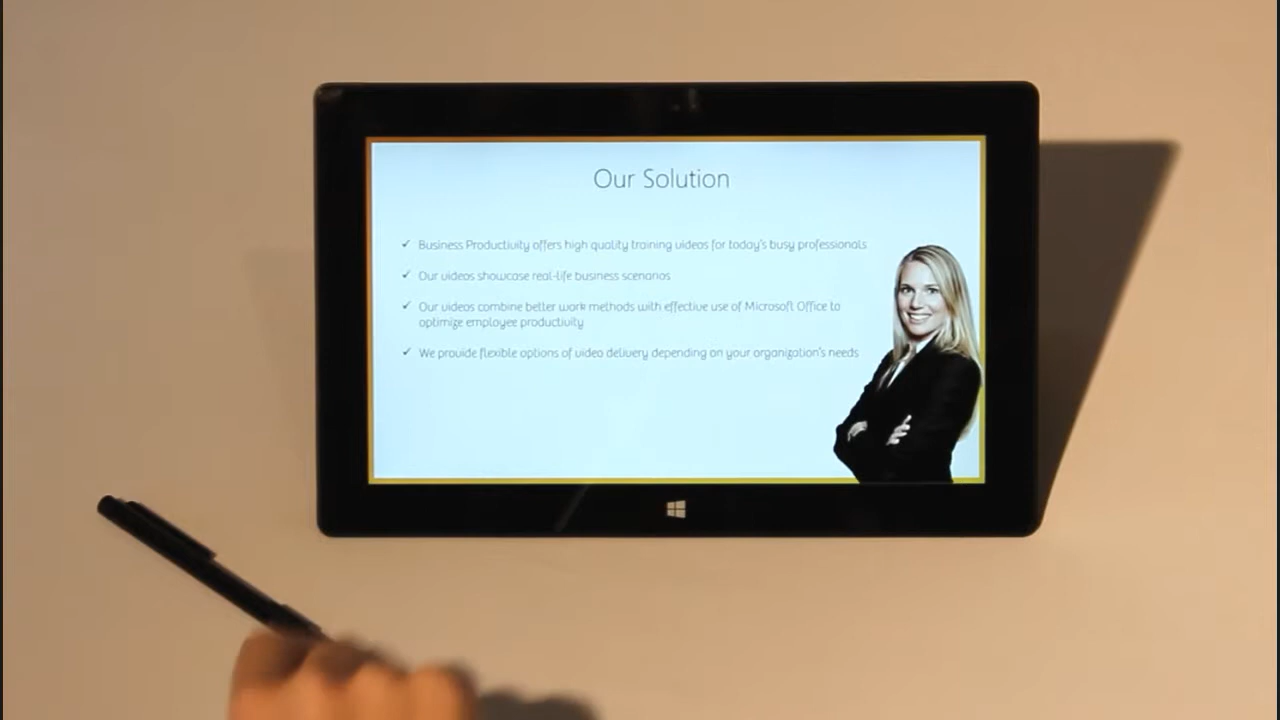 Our Solution
✓ Business Productivity offers high quality training videos for today's busy professionals
✓ Our videos showcase real-life business scenarios
✓ Our videos combine better work methods with effective use of Microsoft Office to
optimize employee productivity
✓ We provide flexible options of video delivery depending on your organization's needs